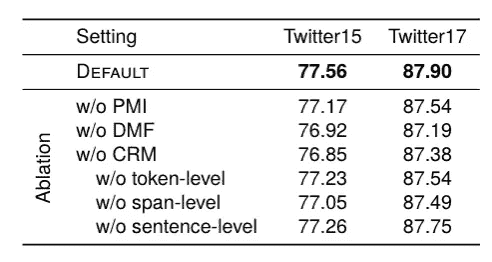 Setting Twitter15 Twitter17
DEFAULT 77.56 87.90
Ablation
w/o PMI 77.17 87.54
w/o DMF 76.92 87.19
w/o CRM 76.85 87.38
w/o token-level 77.23 87.54
w/o span-level 77.05 87.49
w/o sentence-level 77.26 87.75